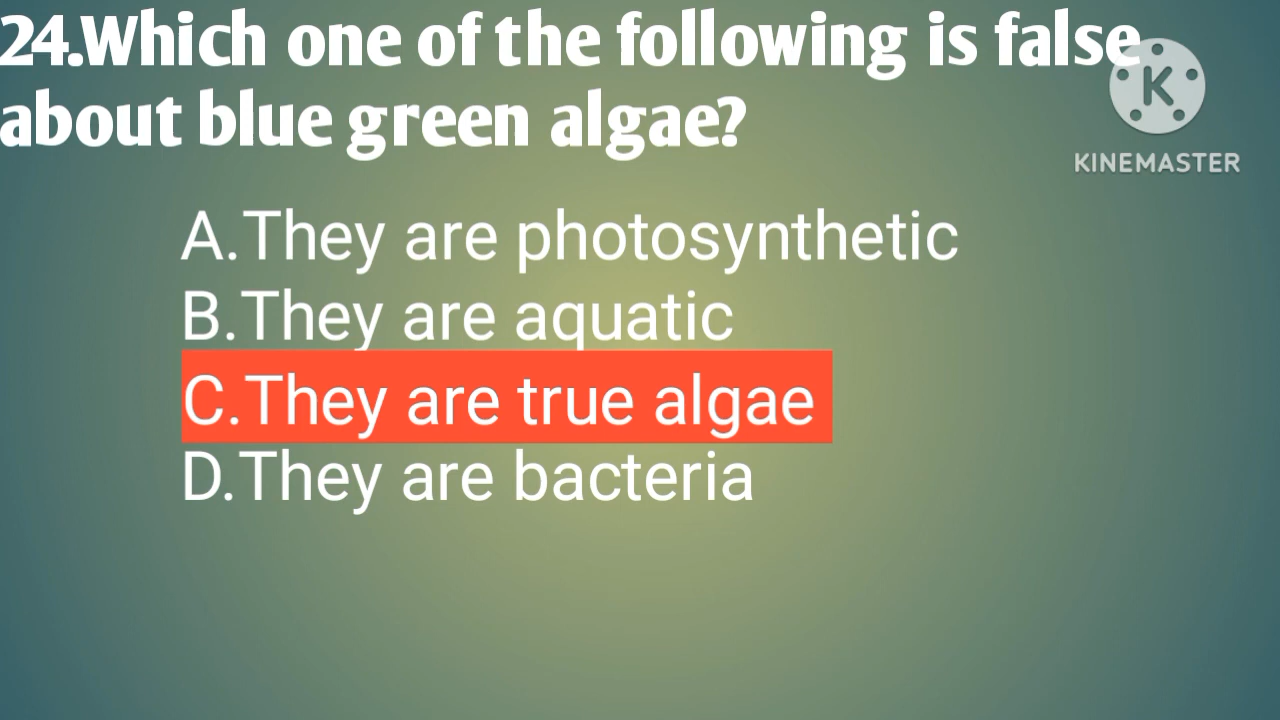 24.Which one of the following is false
about blue green algae?
K
KINEMASTER
A.They are photosynthetic
B.They are aquatic
C.They are true algae
D.They are bacteria